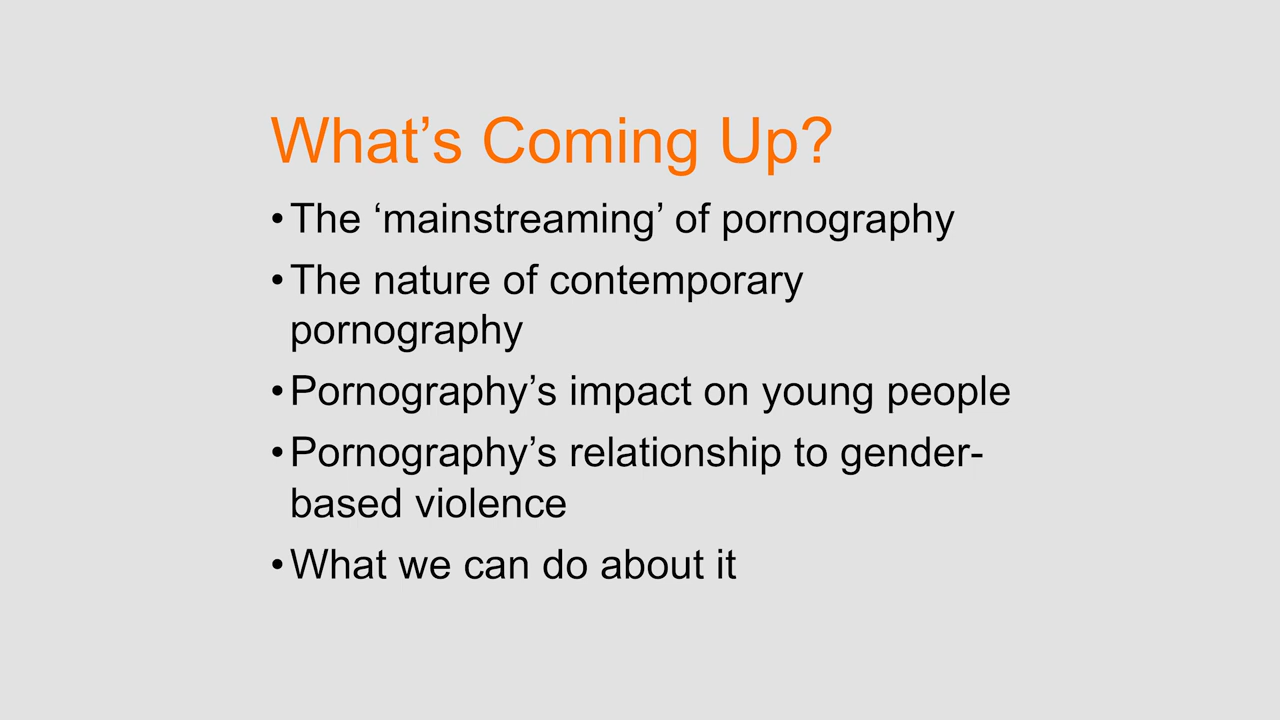 What’s Coming Up?
•The ‘mainstreaming’ of pornography
•The nature of contemporary
pornography
•Pornography’s impact on young people
•Pornography’s relationship to gender-
based violence
•What we can do about it